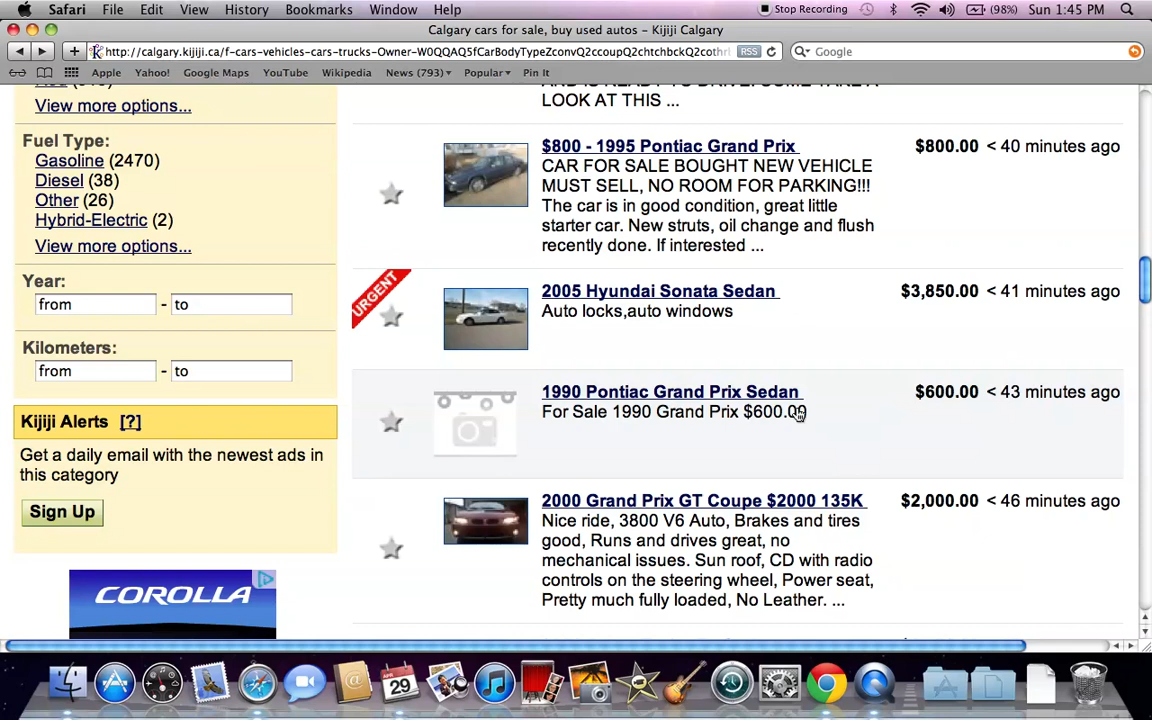 Safari File Edit View History Bookmarks Window Help Stop Recording (98%) Sun 1:45 PM
Calgary cars for sale, buy used autos – Kijiji Calgary
http://calgary.kijiji.ca/f-cars-vehicles-cars-trucks-Owner-W0QQAQ5fCarBodyTypeZconvQ2ccoupQ2chtchbckQ2cothr RSS Google
Apple Yahoo! Google Maps YouTube Wikipedia News (793) Popular Pin It
View more options...
Fuel Type:
Gasoline (2470)
Diesel (38)
Other (26)
Hybrid-Electric (2)
View more options...
Year:
from - to
Kilometers:
from - to
Kijiji Alerts [?]
Get a daily email with the newest ads in
this category
Sign Up
COROLLA
LOOK AT THIS ...
$800 - 1995 Pontiac Grand Prix $800.00 < 40 minutes ago
CAR FOR SALE BOUGHT NEW VEHICLE
MUST SELL, NO ROOM FOR PARKING!!!
The car is in good condition, great little
starter car. New struts, oil change and flush
recently done. If interested ...
URGENT
2005 Hyundai Sonata Sedan $3,850.00 < 41 minutes ago
Auto locks,auto windows
1990 Pontiac Grand Prix Sedan $600.00 < 43 minutes ago
For Sale 1990 Grand Prix $600.00
2000 Grand Prix GT Coupe $2000 135K $2,000.00 < 46 minutes ago
Nice ride, 3800 V6 Auto, Brakes and tires
good, Runs and drives great, no
mechanical issues. Sun roof, CD with radio
controls on the steering wheel, Power seat,
Pretty much fully loaded, No Leather. ...
APR
29